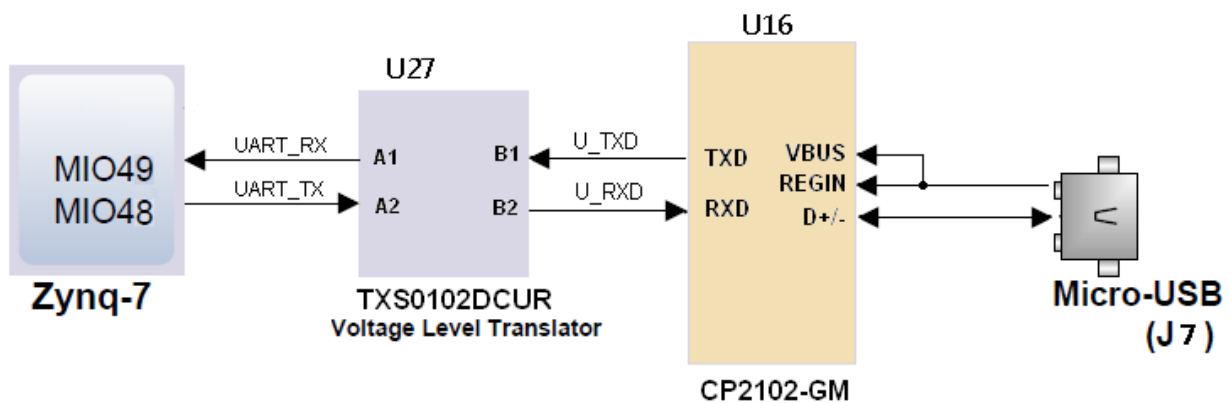 U16
U27
MIO49
MIO48
UART_RX
UART_TX
A1
A2
B1
B2
U_TXD
U_RXD
TXD
RXD
VBUS
REGIN
D+/-
Zynq-7
TXS0102DCUR
Voltage Level Translator
CP2102-GM
Micro-USB
(J7)